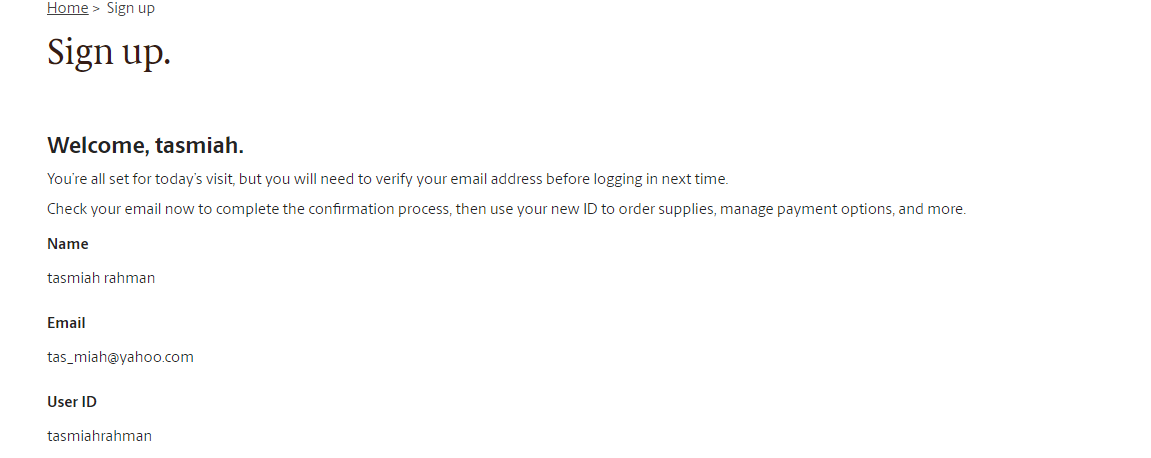 Home > Sign up
Sign up.
Welcome, tasmiah.
You're all set for today's visit, but you will need to verify your email address before logging in next time.
Check your email now to complete the confirmation process, then use your new ID to order supplies, manage payment options, and more.
Name
tasmiah rahman
Email
tas_miah@yahoo.com
User ID
tasmiahrahman